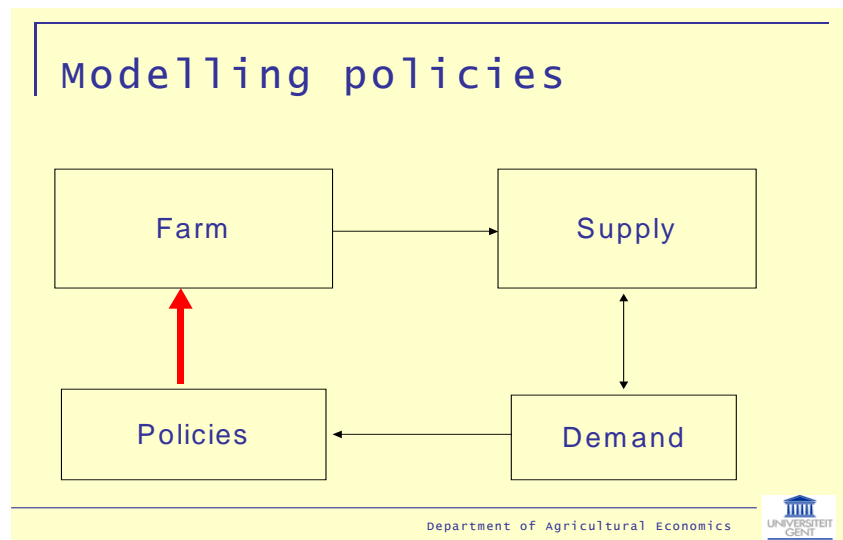 Modelling policies
Farm
Supply
Policies
Demand
Department of Agricultural Economics
UNIVERSITEIT
GENT